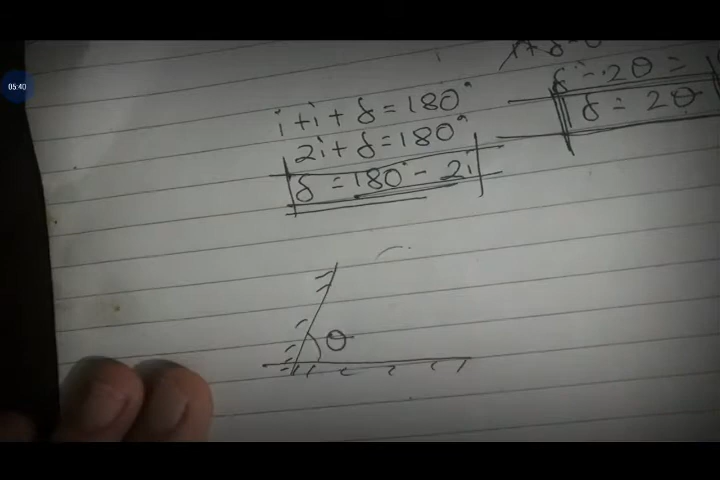 05:40
i + i + δ = 180°
2i + δ = 180°
δ = 180° - 2i
2θ =
δ = 2θ
θ